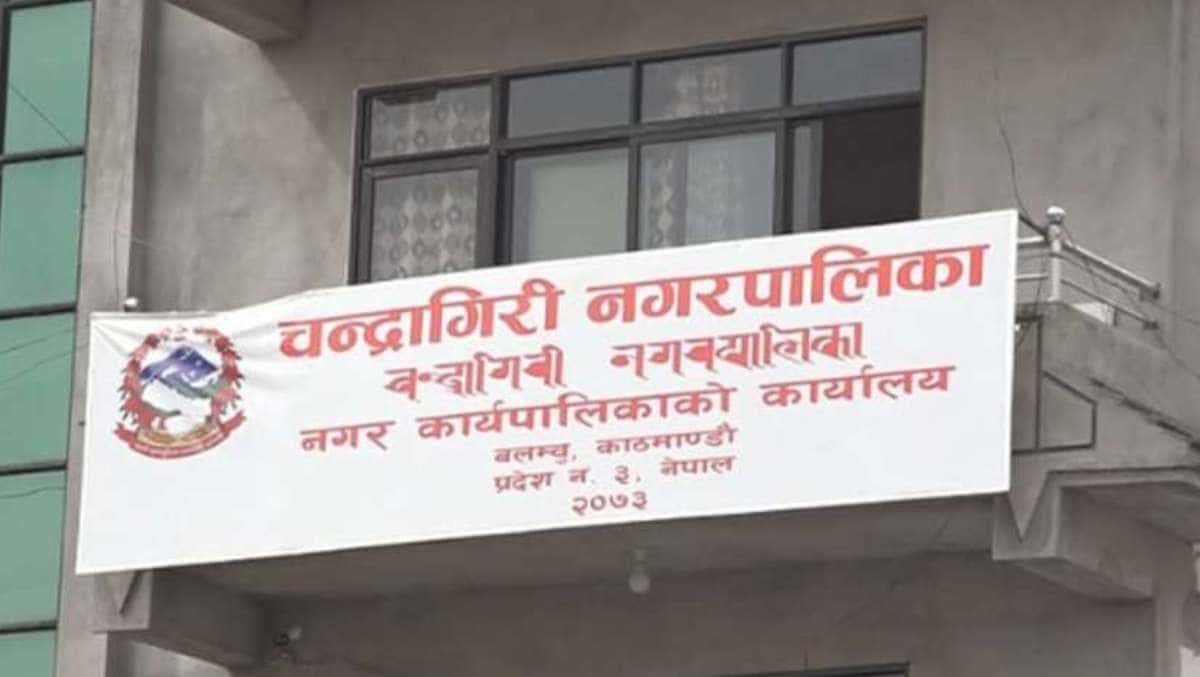 चन्द्रागिरी नगरपालिका
नगर कार्यपालिकाको कार्यालय
बलम्बु, काठमाण्डौ
प्रदेश न. ३, नेपाल
२०७३